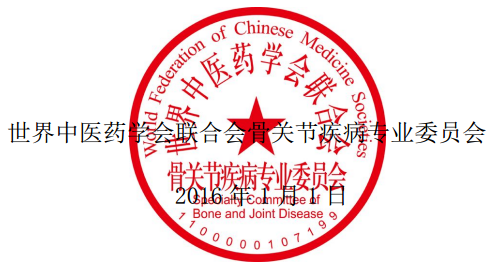 World Federation of Chinese Medicine Societies
世界中医药学会联合会
世界中医药学会联合会骨关节疾病专业委员会
骨关节疾病专业委员会
2016年1月1日
Specialty Committee of
Bone and Joint Disease
1100000107199